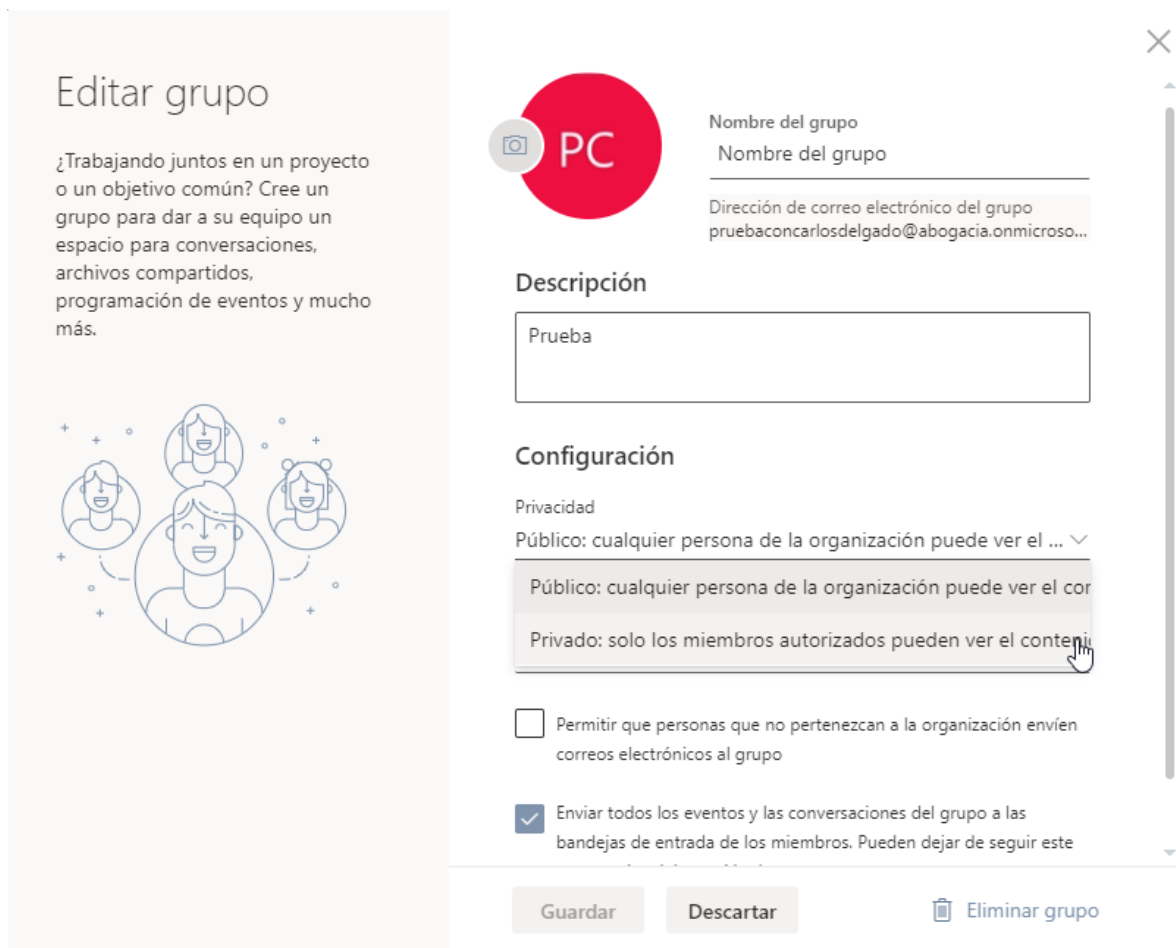 Editar grupo
¿Trabajando juntos en un proyecto
o un objetivo común? Cree un
grupo para dar a su equipo un
espacio para conversaciones,
archivos compartidos,
programación de eventos y mucho
más.
PC
Nombre del grupo
Nombre del grupo
Dirección de correo electrónico del grupo
pruebaconcarlosdelgado@abogacia.onmicroso...
Descripción
Prueba
Configuración
Privacidad
Público: cualquier persona de la organización puede ver el ...
Público: cualquier persona de la organización puede ver el cor
Privado: solo los miembros autorizados pueden ver el conteni
Permitir que personas que no pertenezcan a la organización envíen
correos electrónicos al grupo
Enviar todos los eventos y las conversaciones del grupo a las
bandejas de entrada de los miembros. Pueden dejar de seguir este
Guardar
Descartar
Eliminar grupo